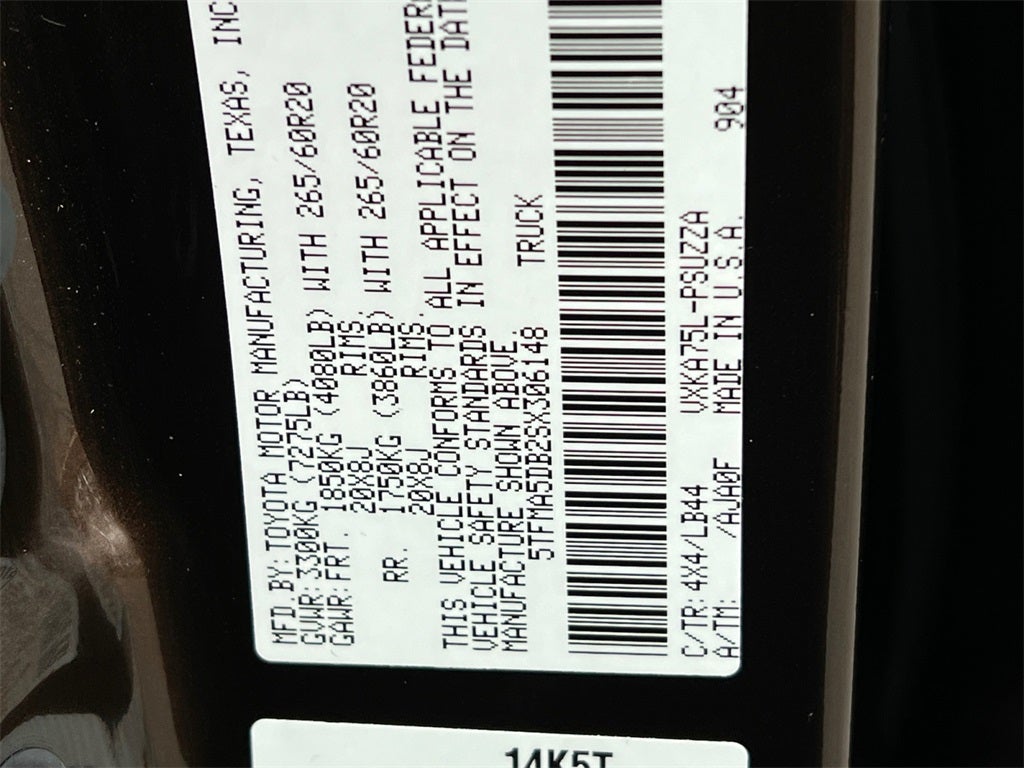 MFD BY:TOYOTA MOTOR MANUFACTURING, TEXAS, INC
GVWR:3300KG (7275LB)
GAWR:FRT. 1850KG (4080LB) WITH 265/60R20
20X8J RIMS,
RR. 1750KG (3860LB) WITH 265/60R20
20X8J RIMS.
THIS VEHICLE CONFORMS TO ALL APPLICABLE FEDER
VEHICLE SAFETY STANDARDS IN EFFECT ON THE DAT
MANUFACTURE SHOWN ABOVE.
5TFMA5DB2SX306148 TRUCK
C/TR:4X4/LB44 VXKA75L-PSUZZA
A/TM: /AJA0F MADE IN U.S.A. 904
14K5T